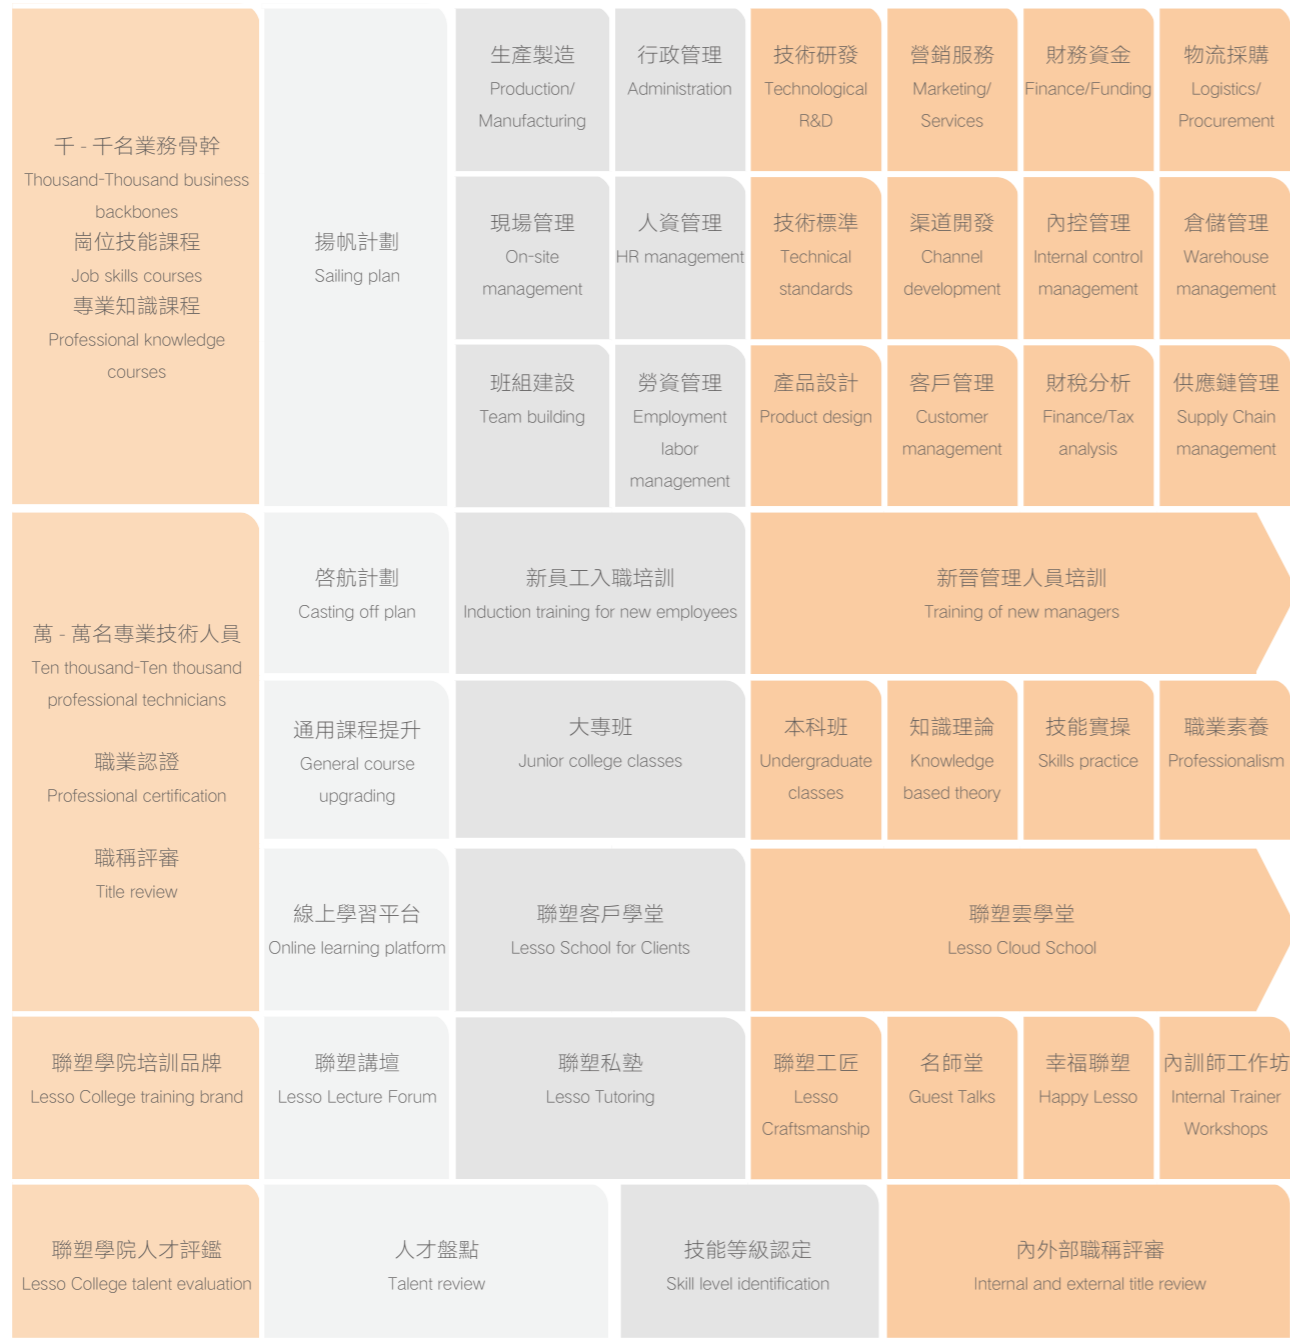 千 - 千名業務骨幹
Thousand-Thousand business
backbones
崗位技能課程
Job skills courses
專業知識課程
Professional knowledge
courses
揚帆計劃
Sailing plan
生產製造
Production/
Manufacturing
行政管理
Administration
技術研發
Technological
R&D
營銷服務
Marketing/
Services
財務資金
Finance/Funding
物流採購
Logistics/
Procurement
現場管理
On-site
management
人資管理
HR management
技術標準
Technical
standards
渠道開發
Channel
development
內控管理
Internal control
management
倉儲管理
Warehouse
management
班組建設
Team building
勞資管理
Employment
labor
management
產品設計
Product design
客戶管理
Customer
management
財稅分析
Finance/Tax
analysis
供應鏈管理
Supply Chain
management
萬 - 萬名專業技術人員
Ten thousand-Ten thousand
professional technicians
職業認證
Professional certification
職稱評審
Title review
啓航計劃
Casting off plan
新員工入職培訓
Induction training for new employees
新晉管理人員培訓
Training of new managers
通用課程提升
General course
upgrading
大專班
Junior college classes
本科班
Undergraduate
classes
知識理論
Knowledge
based theory
技能實操
Skills practice
職業素養
Professionalism
線上學習平台
Online learning platform
聯塑客戶學堂
Lesso School for Clients
聯塑雲學堂
Lesso Cloud School
聯塑學院培訓品牌
Lesso College training brand
聯塑講壇
Lesso Lecture Forum
聯塑私塾
Lesso Tutoring
聯塑工匠
Lesso
Craftsmanship
名師堂
Guest Talks
幸福聯塑
Happy Lesso
內訓師工作坊
Internal Trainer
Workshops
聯塑學院人才評鑑
Lesso College talent evaluation
人才盤點
Talent review
技能等級認定
Skill level identification
內外部職稱評審
Internal and external title review